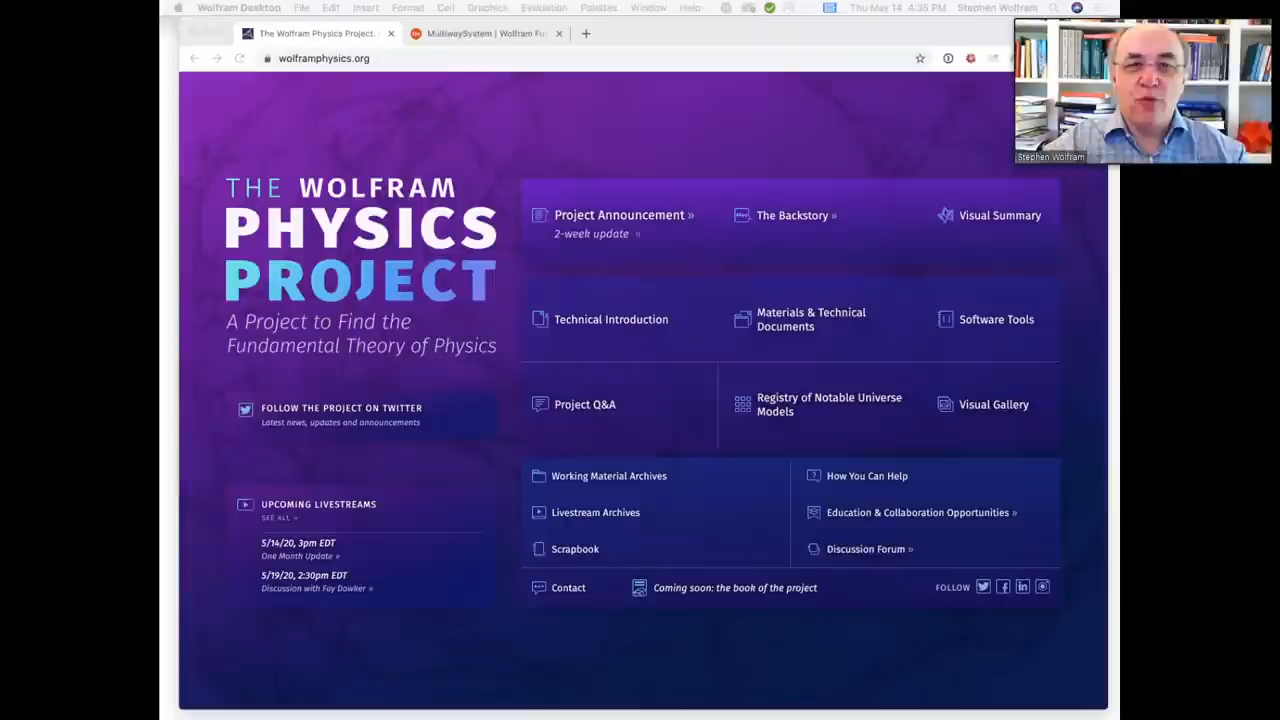 Wolfram Desktop File Edit Insert Format Cell Graphics Evaluation Palettes Window Help Thu May 14 4:35 PM Stephen Wolfram
The Wolfram Physics Project. MultiwaySystem | Wolfram Fu
wolframphysics.org
Stephen Wolfram
THE WOLFRAM
PHYSICS
PROJECT
A Project to Find the
Fundamental Theory of Physics
FOLLOW THE PROJECT ON TWITTER
Latest news, updates and announcements
UPCOMING LIVESTREAMS
SEE ALL »
5/14/20, 3pm EDT
One Month Update »
5/19/20, 2:30pm EDT
Discussion with Fay Dowker »
Project Announcement »
2-week update »
The Backstory »
Visual Summary
Technical Introduction
Materials & Technical
Documents
Software Tools
Project Q&A
Registry of Notable Universe
Models
Visual Gallery
Working Material Archives
How You Can Help
Livestream Archives
Education & Collaboration Opportunities »
Scrapbook
Discussion Forum »
Contact
Coming soon: the book of the project
FOLLOW